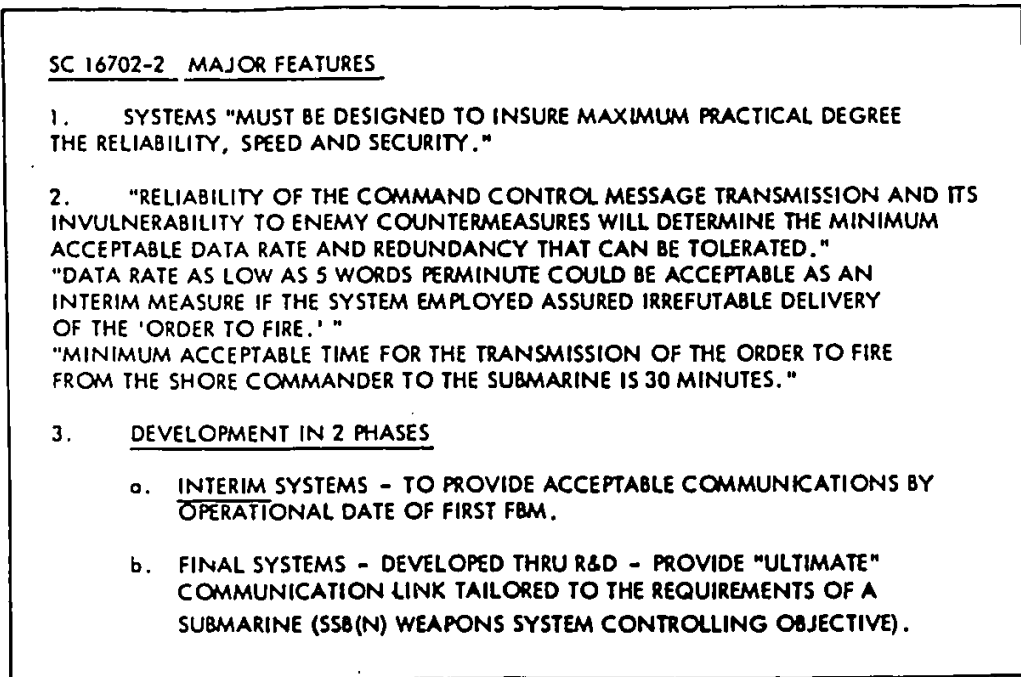 SC 16702-2 MAJOR FEATURES
1. SYSTEMS "MUST BE DESIGNED TO INSURE MAXIMUM PRACTICAL DEGREE
THE RELIABILITY, SPEED AND SECURITY."
2. "RELIABILITY OF THE COMMAND CONTROL MESSAGE TRANSMISSION AND ITS
INVULNERABILITY TO ENEMY COUNTERMEASURES WILL DETERMINE THE MINIMUM
ACCEPTABLE DATA RATE AND REDUNDANCY THAT CAN BE TOLERATED."
"DATA RATE AS LOW AS 5 WORDS PERMINUTE COULD BE ACCEPTABLE AS AN
INTERIM MEASURE IF THE SYSTEM EMPLOYED ASSURED IRREFUTABLE DELIVERY
OF THE 'ORDER TO FIRE.' "
"MINIMUM ACCEPTABLE TIME FOR THE TRANSMISSION OF THE ORDER TO FIRE
FROM THE SHORE COMMANDER TO THE SUBMARINE IS 30 MINUTES."
3. DEVELOPMENT IN 2 PHASES
a. INTERIM SYSTEMS - TO PROVIDE ACCEPTABLE COMMUNICATIONS BY
OPERATIONAL DATE OF FIRST FBM.
b. FINAL SYSTEMS - DEVELOPED THRU R&D - PROVIDE "ULTIMATE"
COMMUNICATION LINK TAILORED TO THE REQUIREMENTS OF A
SUBMARINE (SSB(N) WEAPONS SYSTEM CONTROLLING OBJECTIVE).